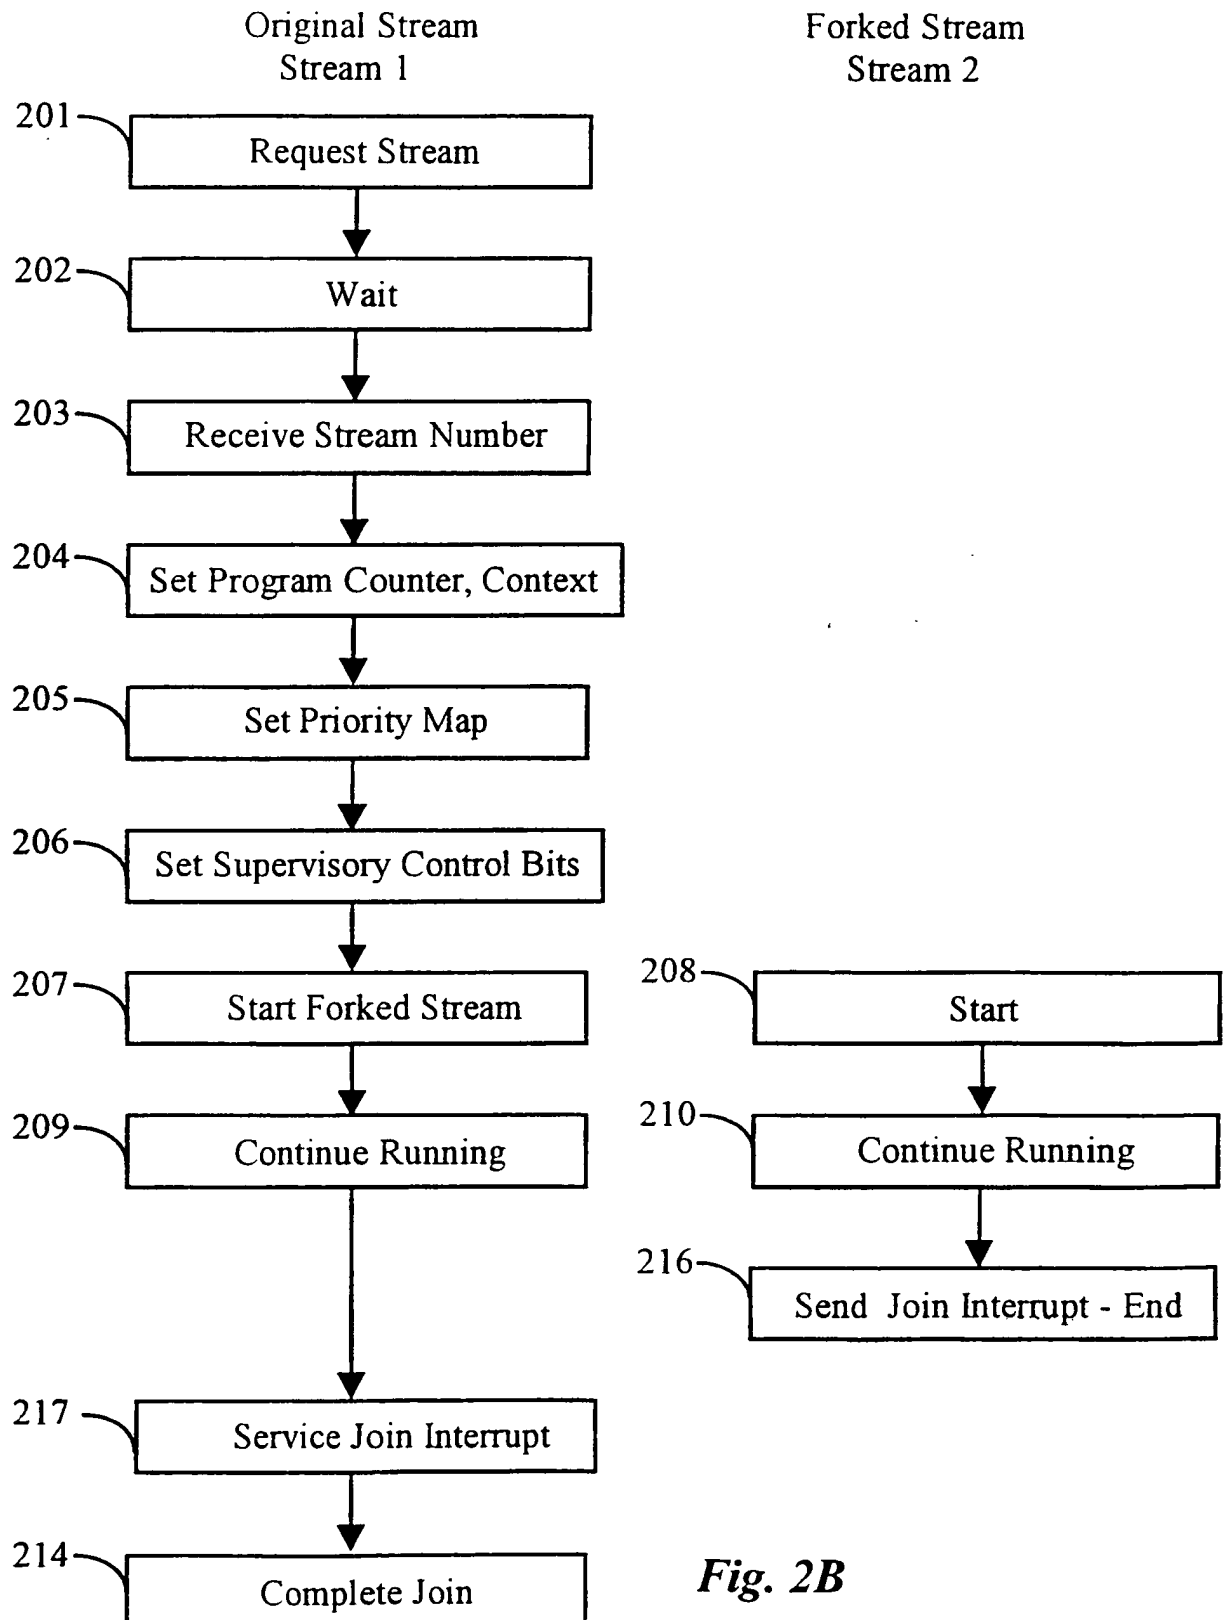 Original Stream
Stream 1
Forked Stream
Stream 2
201
Request Stream
202
Wait
203
Receive Stream Number
204
Set Program Counter, Context
205
Set Priority Map
206
Set Supervisory Control Bits
207
Start Forked Stream
208
Start
209
Continue Running
210
Continue Running
216
Send Join Interrupt - End
217
Service Join Interrupt
214
Complete Join
Fig. 2B